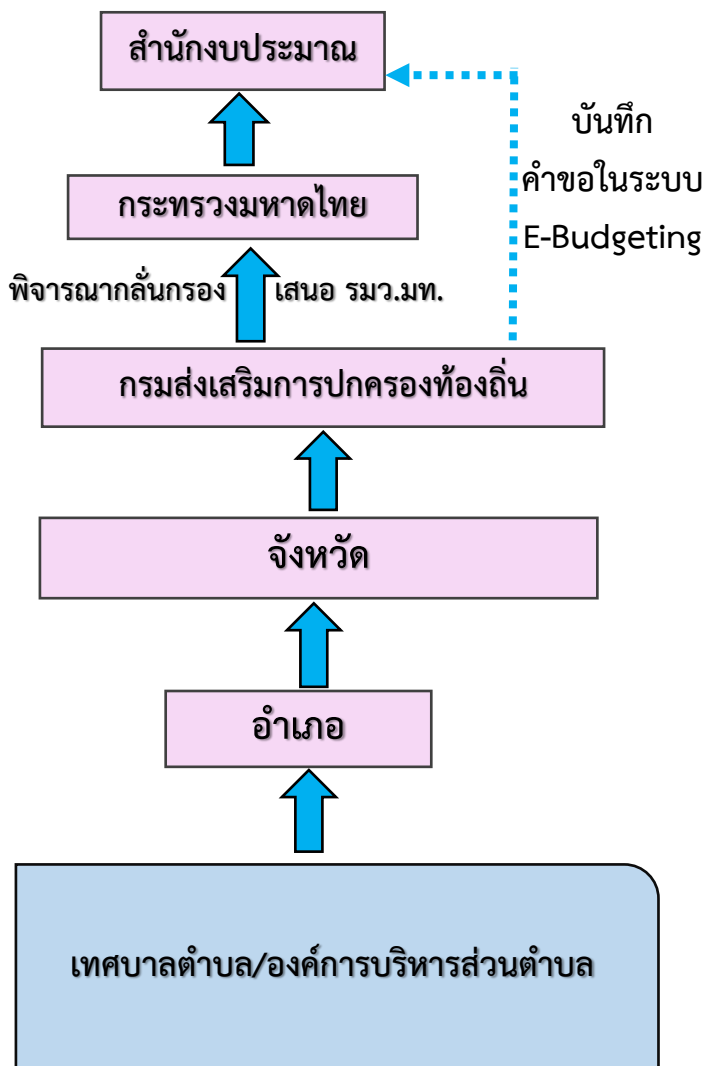 สำนักงบประมาณ
บันทึก
คำขอในระบบ
E-Budgeting
กระทรวงมหาดไทย
พิจารณากลั่นกรอง เสนอ รมว.มท.
กรมส่งเสริมการปกครองท้องถิ่น
จังหวัด
อำเภอ
เทศบาลตำบล/องค์การบริหารส่วนตำบล